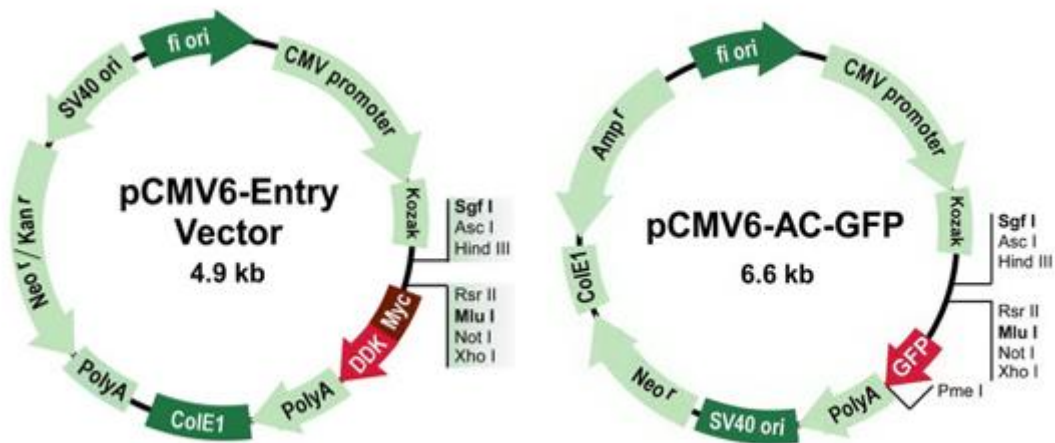 fi ori
CMV promoter
Kozak
Sgf I
Asc I
Hind III
Rsr II
Mlu I
Not I
Xho I
Myc
DDK
PolyA
ColE1
PolyA
Neo r / Kan r
SV40 ori
pCMV6-Entry
Vector
4.9 kb
fi ori
CMV promoter
Kozak
Sgf I
Asc I
Hind III
Rsr II
Mlu I
Not I
Xho I
GFP
Pme I
PolyA
SV40 ori
Neo r
ColE1
Amp r
pCMV6-AC-GFP
6.6 kb